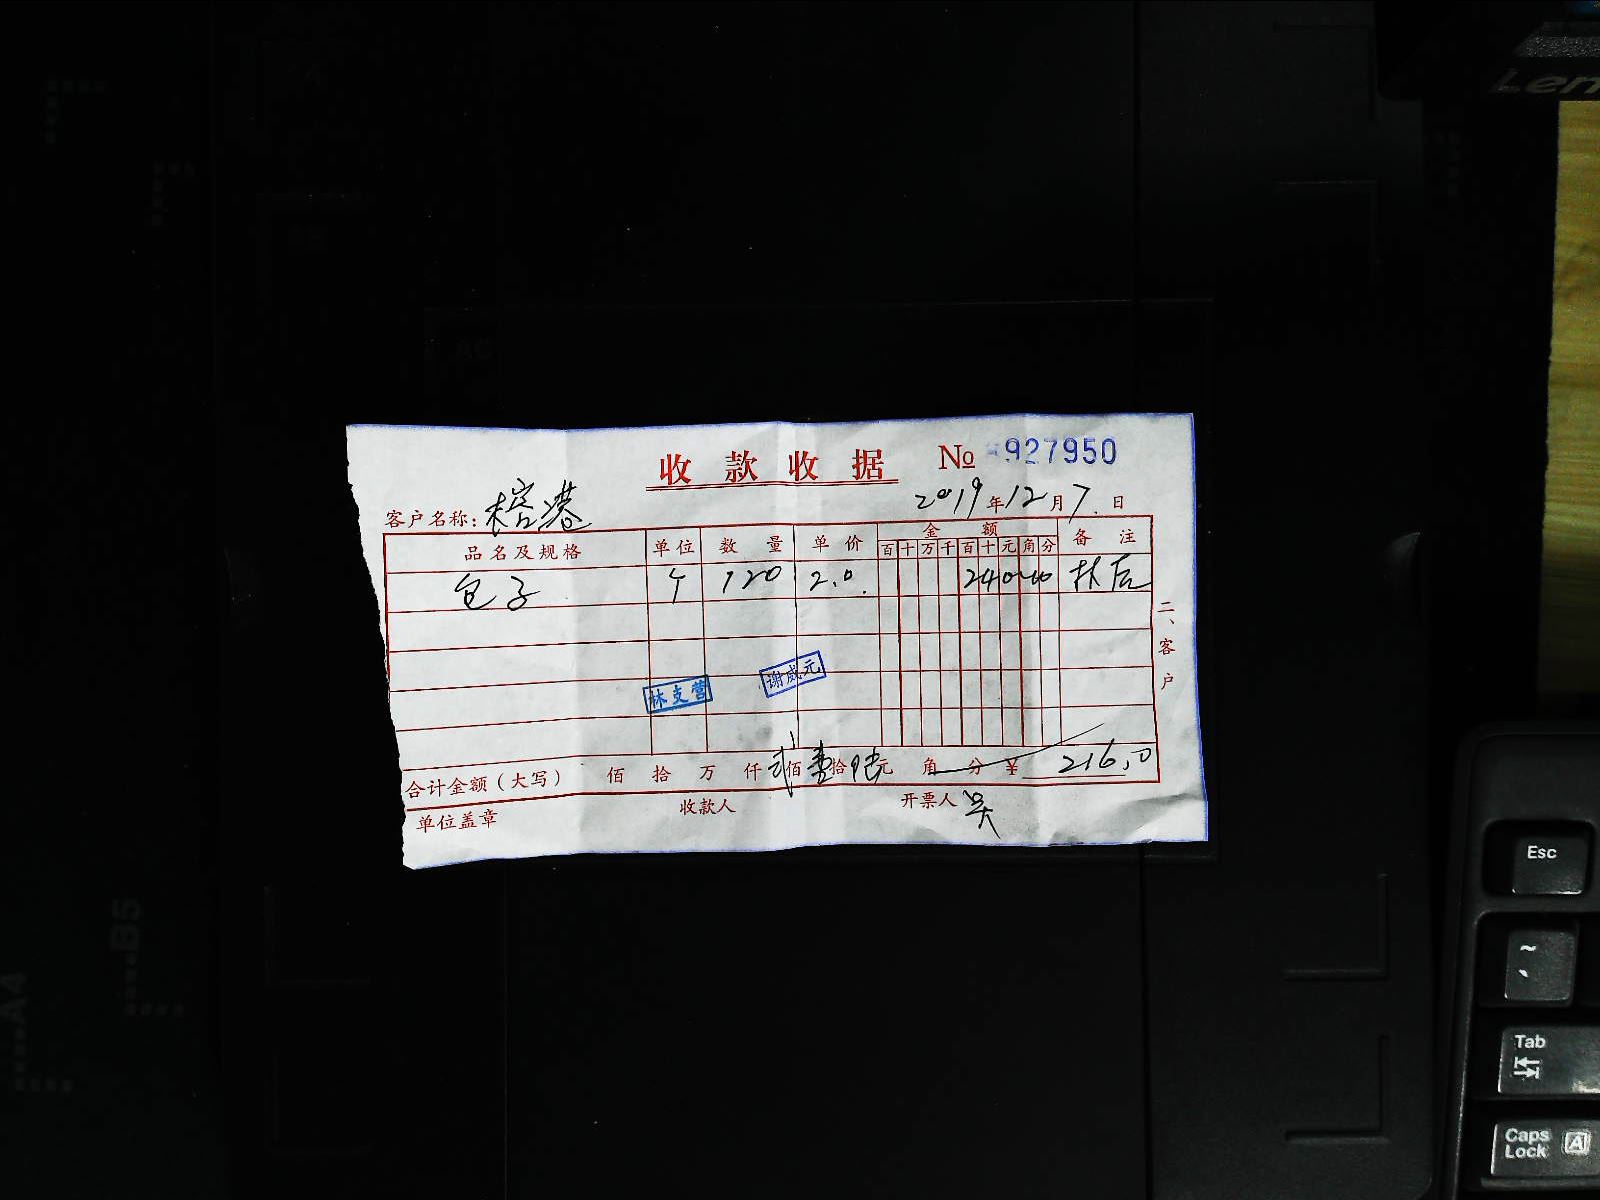 Len
收款收据 No 927950
客户名称：榕港 2019年12月7日
品名及规格 单位 数量 单价 金额 备注
百 十 万 千 百 十 元 角 分
包子 个 120 2.0 24000
二、客户
林支营 谢威元
合计金额（大写） 佰 拾 万 仟 贰佰 壹拾 陆元 角 分 ¥ 216.0
单位盖章 收款人 开票人 吴
Esc
~
Tab
Caps Lock A
B5
A4